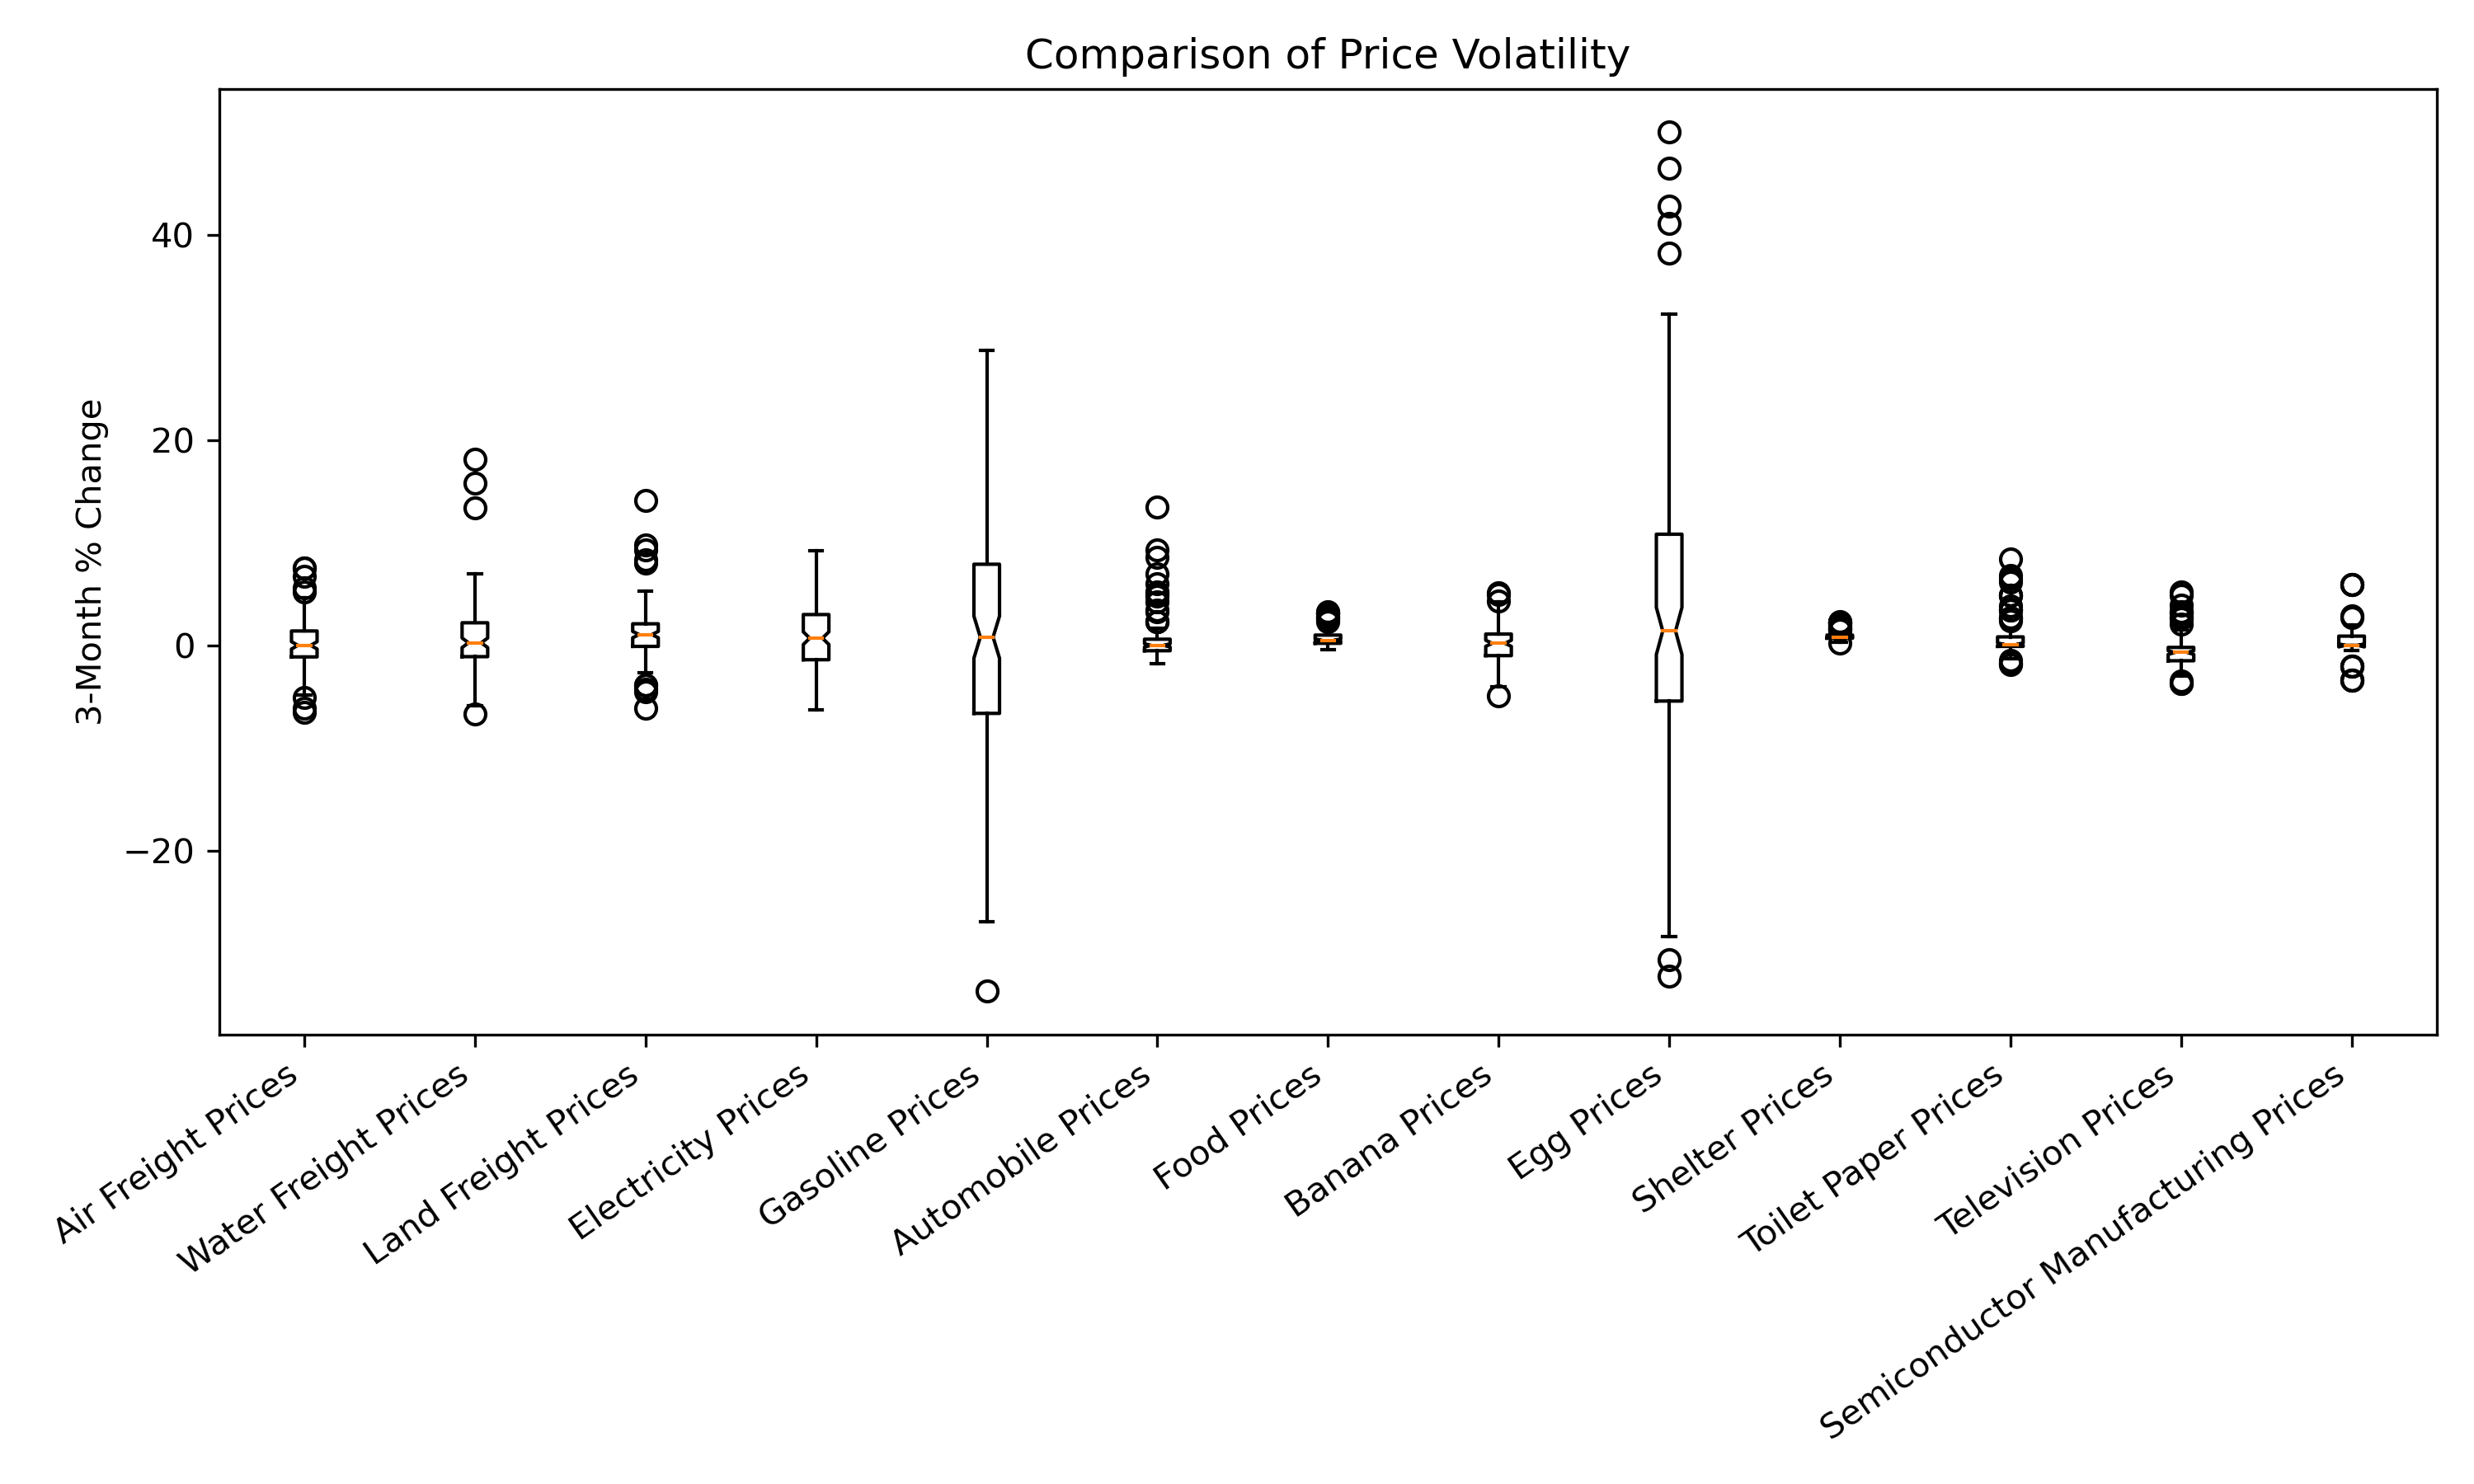 Comparison of Price Volatility
3-Month % Change
40
20
0
−20
Air Freight Prices
Water Freight Prices
Land Freight Prices
Electricity Prices
Gasoline Prices
Automobile Prices
Food Prices
Banana Prices
Egg Prices
Shelter Prices
Toilet Paper Prices
Television Prices
Semiconductor Manufacturing Prices